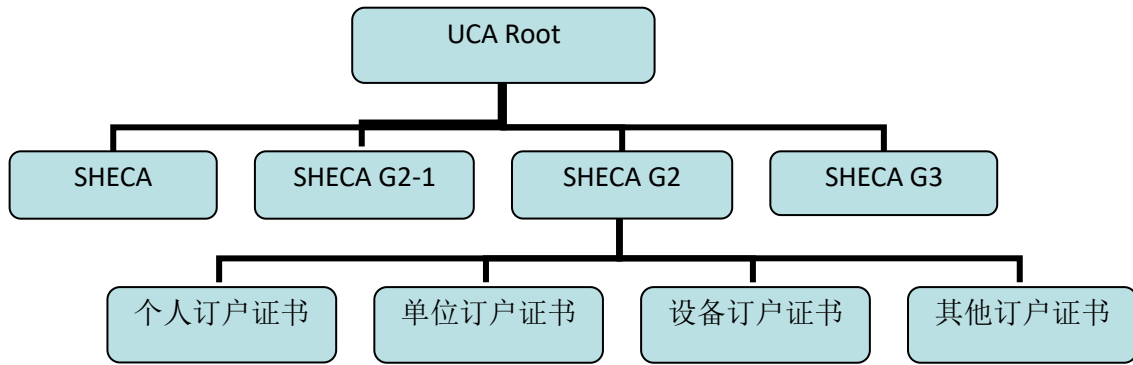 UCA Root
SHECA
SHECA G2-1
SHECA G2
SHECA G3
个人订户证书
单位订户证书
设备订户证书
其他订户证书